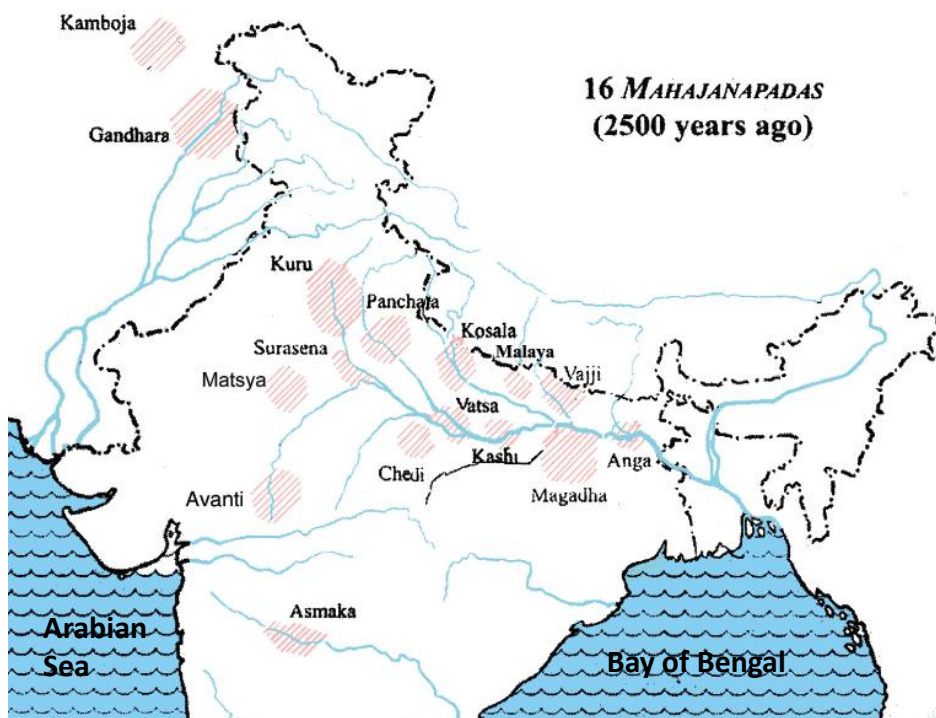 Kamboja
16 MAHAJANAPADAS
(2500 years ago)
Gandhara
Kuru
Panchala
Kosala
Surasena
Malaya
Matsya
Vajji
Vatsa
Chedi
Kashi
Anga
Avanti
Magadha
Asmaka
Arabian
Sea
Bay of Bengal